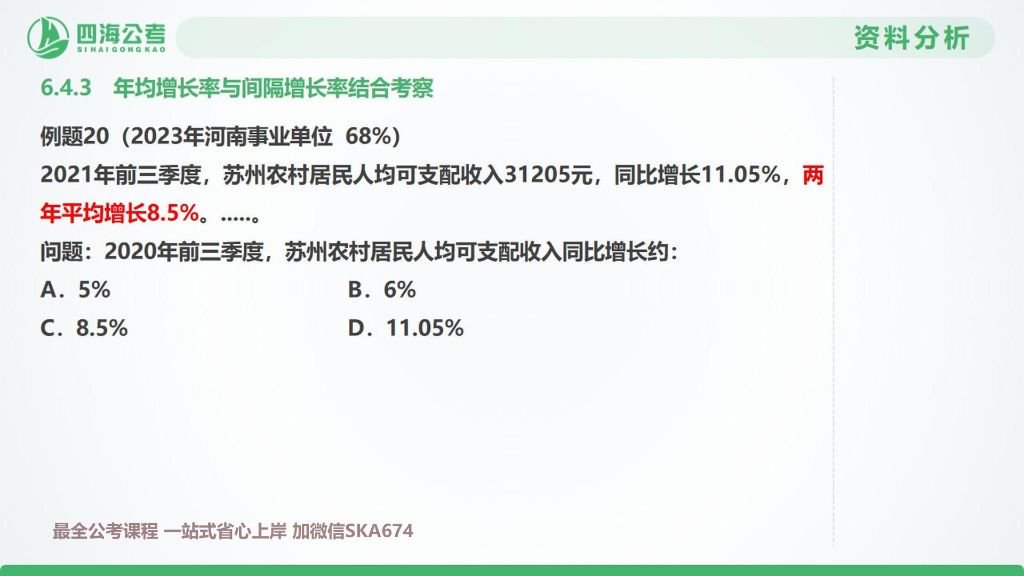 四海公考
SIHAIGONGKAO
资料分析
6.4.3 年均增长率与间隔增长率结合考察
例题20（2023年河南事业单位 68%）
2021年前三季度，苏州农村居民人均可支配收入31205元，同比增长11.05%，两
年平均增长8.5%。……。
问题：2020年前三季度，苏州农村居民人均可支配收入同比增长约：
A．5% B．6%
C．8.5% D．11.05%
最全公考课程 一站式省心上岸 加微信SKA674